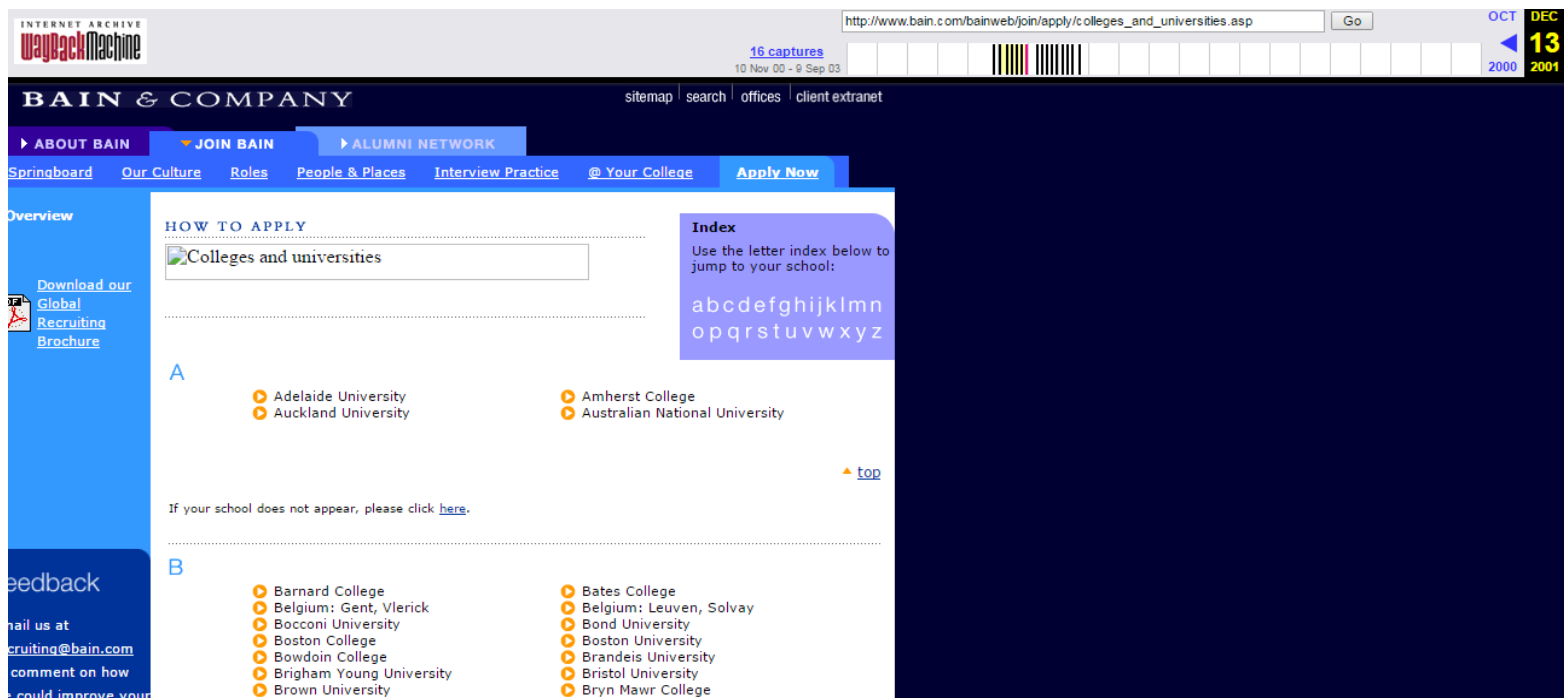 INTERNET ARCHIVE
WayBackMachine
http://www.bain.com/bainweb/join/apply/colleges_and_universities.asp
Go
OCT DEC
16 captures
13
10 Nov 00 - 9 Sep 03
2000 2001
BAIN & COMPANY
sitemap search offices client extranet
ABOUT BAIN JOIN BAIN ALUMNI NETWORK
Springboard Our Culture Roles People & Places Interview Practice @ Your College Apply Now
Overview
Download our
Global
Recruiting
Brochure
HOW TO APPLY
Colleges and universities
Index
Use the letter index below to
jump to your school:
a b c d e f g h i j k l m n
o p q r s t u v w x y z
A
Adelaide University Amherst College
Auckland University Australian National University
top
If your school does not appear, please click here.
B
Barnard College Bates College
Belgium: Gent, Vlerick Belgium: Leuven, Solvay
Bocconi University Bond University
Boston College Boston University
Bowdoin College Brandeis University
Brigham Young University Bristol University
Brown University Bryn Mawr College
eedback
ail us at
cruiting@bain.com
comment on how
could improve your